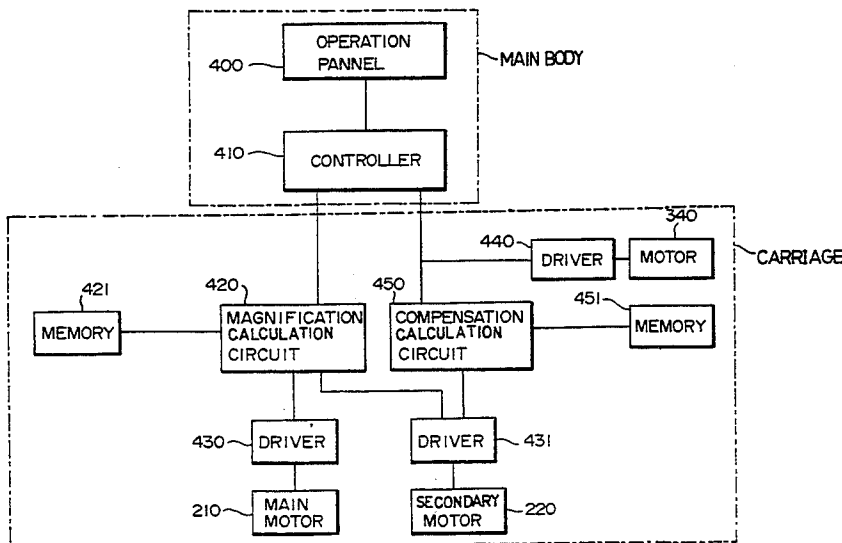 OPERATION
PANNEL
400
MAIN BODY
410
CONTROLLER
340
440
DRIVER
MOTOR
CARRIAGE
421
420
450
451
MEMORY
MAGNIFICATION
CALCULATION
CIRCUIT
COMPENSATION
CALCULATION
CIRCUIT
MEMORY
430
DRIVER
DRIVER
431
210
MAIN
MOTOR
SECONDARY
MOTOR
220